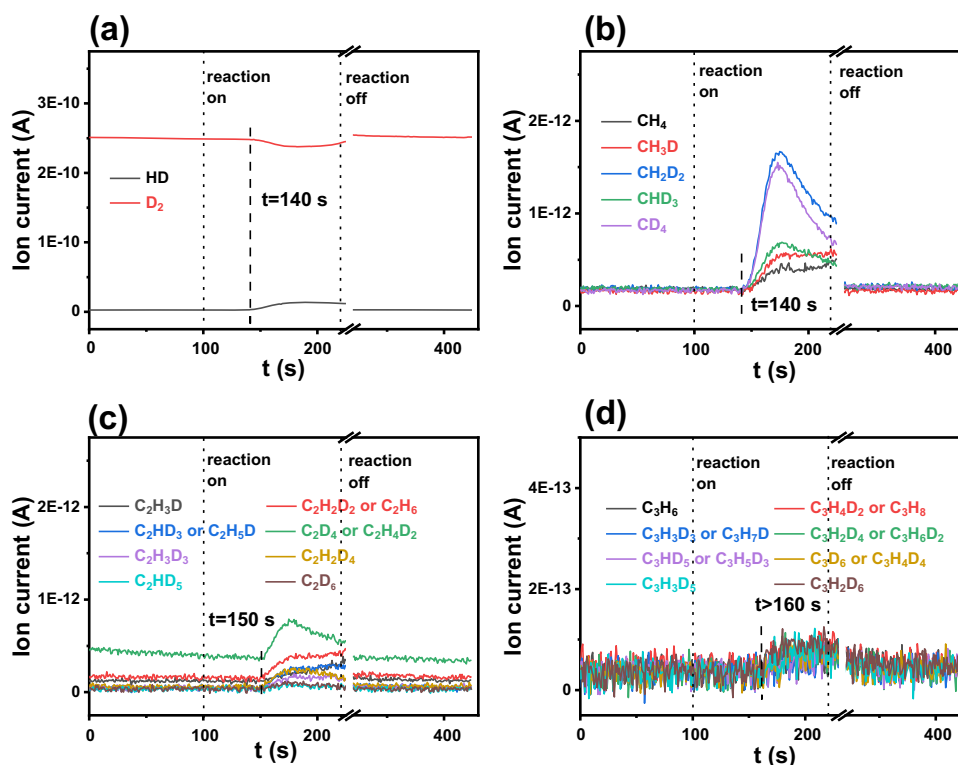 (a)
Ion current (A)
3E-10
2E-10
1E-10
0
reaction
on
reaction
off
HD
D₂
t=140 s
0 100 200 400
t (s)
(b)
Ion current (A)
2E-12
1E-12
0
reaction
on
reaction
off
CH₄
CH₃D
CH₂D₂
CHD₃
CD₄
t=140 s
0 100 200 400
t (s)
(c)
Ion current (A)
2E-12
1E-12
0
reaction
on
reaction
off
C₂H₃D
C₂H₂D₂ or C₂H₆
C₂HD₃ or C₂H₅D
C₂D₄ or C₂H₄D₂
C₂H₃D₃
C₂H₂D₄
C₂HD₅
C₂D₆
t=150 s
0 100 200 400
t (s)
(d)
Ion current (A)
4E-13
2E-13
0
reaction
on
reaction
off
C₃H₆
C₃H₄D₂ or C₃H₈
C₃H₃D₃ or C₃H₇D
C₃H₂D₄ or C₃H₆D₂
C₃HD₅ or C₃H₅D₃
C₃D₆ or C₃H₄D₄
C₃H₃D₅
C₃H₂D₆
t>160 s
0 100 200 400
t (s)